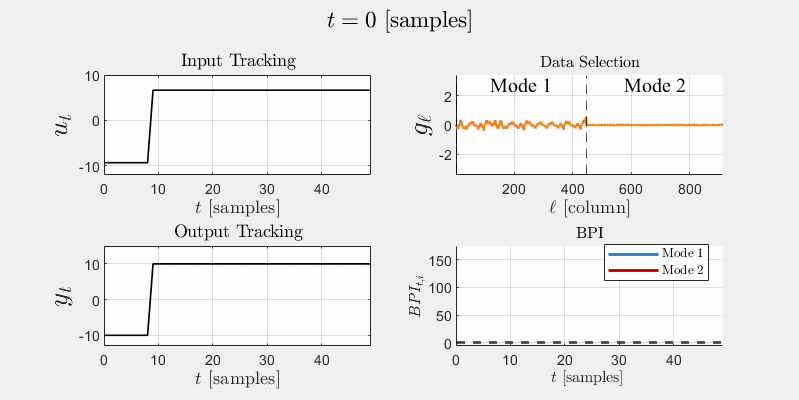 t = 0 [samples]
Input Tracking
10
0
-10
u_t
0 10 20 30 40
t [samples]
Data Selection
Mode 1 Mode 2
2
0
-2
g_ℓ
200 400 600 800
ℓ [column]
Output Tracking
10
0
-10
y_t
0 10 20 30 40
t [samples]
BPI
Mode 1
Mode 2
150
100
50
0
BPI_{t,i}
0 10 20 30 40
t [samples]